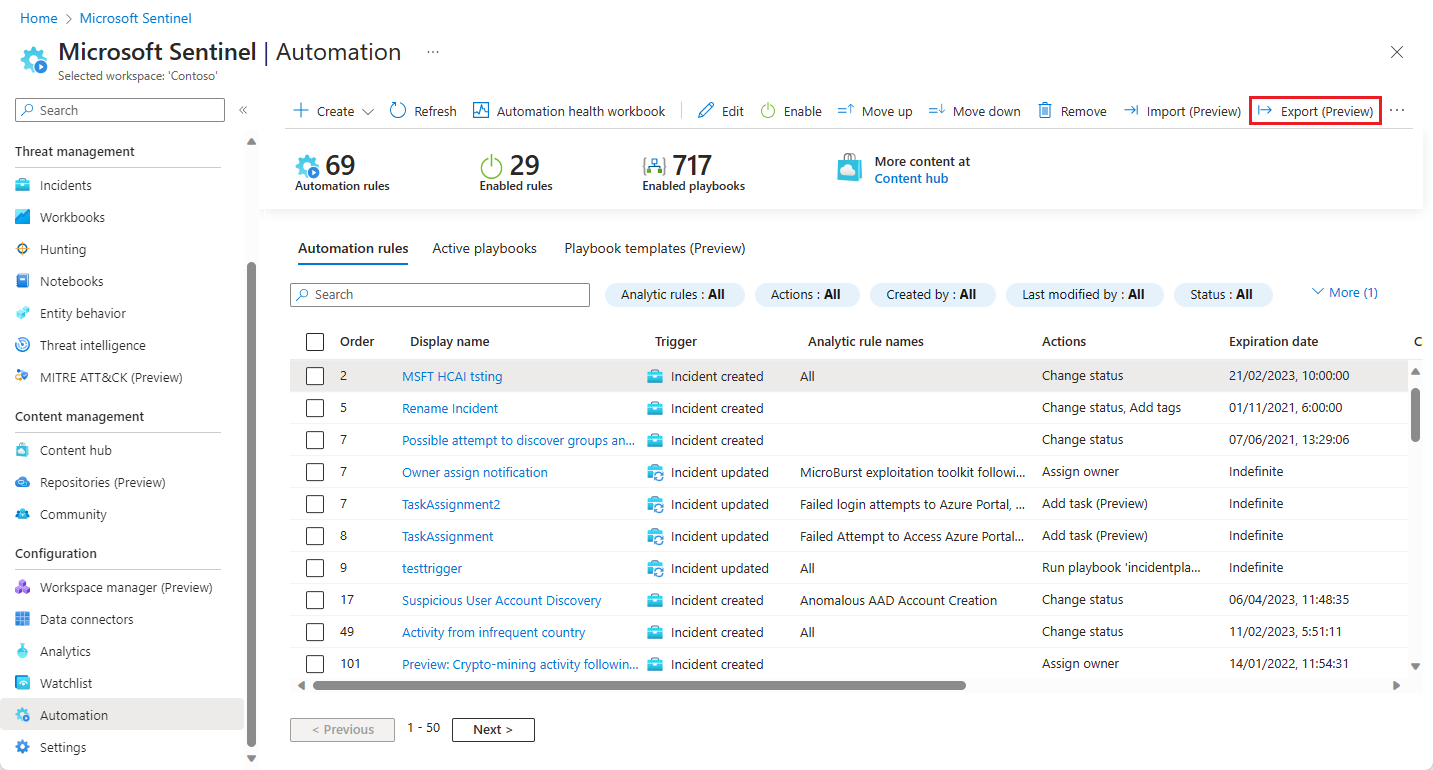 Home > Microsoft Sentinel
Microsoft Sentinel | Automation ...
Selected workspace: 'Contoso'
Search «
Threat management
Incidents
Workbooks
Hunting
Notebooks
Entity behavior
Threat intelligence
MITRE ATT&CK (Preview)
Content management
Content hub
Repositories (Preview)
Community
Configuration
Workspace manager (Preview)
Data connectors
Analytics
Watchlist
Automation
Settings
Create Refresh Automation health workbook Edit Enable Move up Move down Remove Import (Preview) Export (Preview) ...
69 29 717
Automation rules Enabled rules Enabled playbooks
More content at
Content hub
Automation rules Active playbooks Playbook templates (Preview)
Search Analytic rules : All Actions : All Created by : All Last modified by : All Status : All More (1)
Order Display name Trigger Analytic rule names Actions Expiration date C
2 MSFT HCAI tsting Incident created All Change status 21/02/2023, 10:00:00
5 Rename Incident Incident created Change status, Add tags 01/11/2021, 6:00:00
7 Possible attempt to discover groups an... Incident created Change status 07/06/2021, 13:29:06
7 Owner assign notification Incident updated MicroBurst exploitation toolkit followi... Assign owner Indefinite
7 TaskAssignment2 Incident updated Failed login attempts to Azure Portal, ... Add task (Preview) Indefinite
8 TaskAssignment Incident updated Failed Attempt to Access Azure Portal... Add task (Preview) Indefinite
9 testtrigger Incident updated All Run playbook 'incidentpla... Indefinite
17 Suspicious User Account Discovery Incident created Anomalous AAD Account Creation Change status 06/04/2023, 11:48:35
49 Activity from infrequent country Incident created All Change status 11/02/2023, 5:51:11
101 Preview: Crypto-mining activity followin... Incident created Assign owner 14/01/2022, 11:54:31
< Previous 1 - 50 Next >